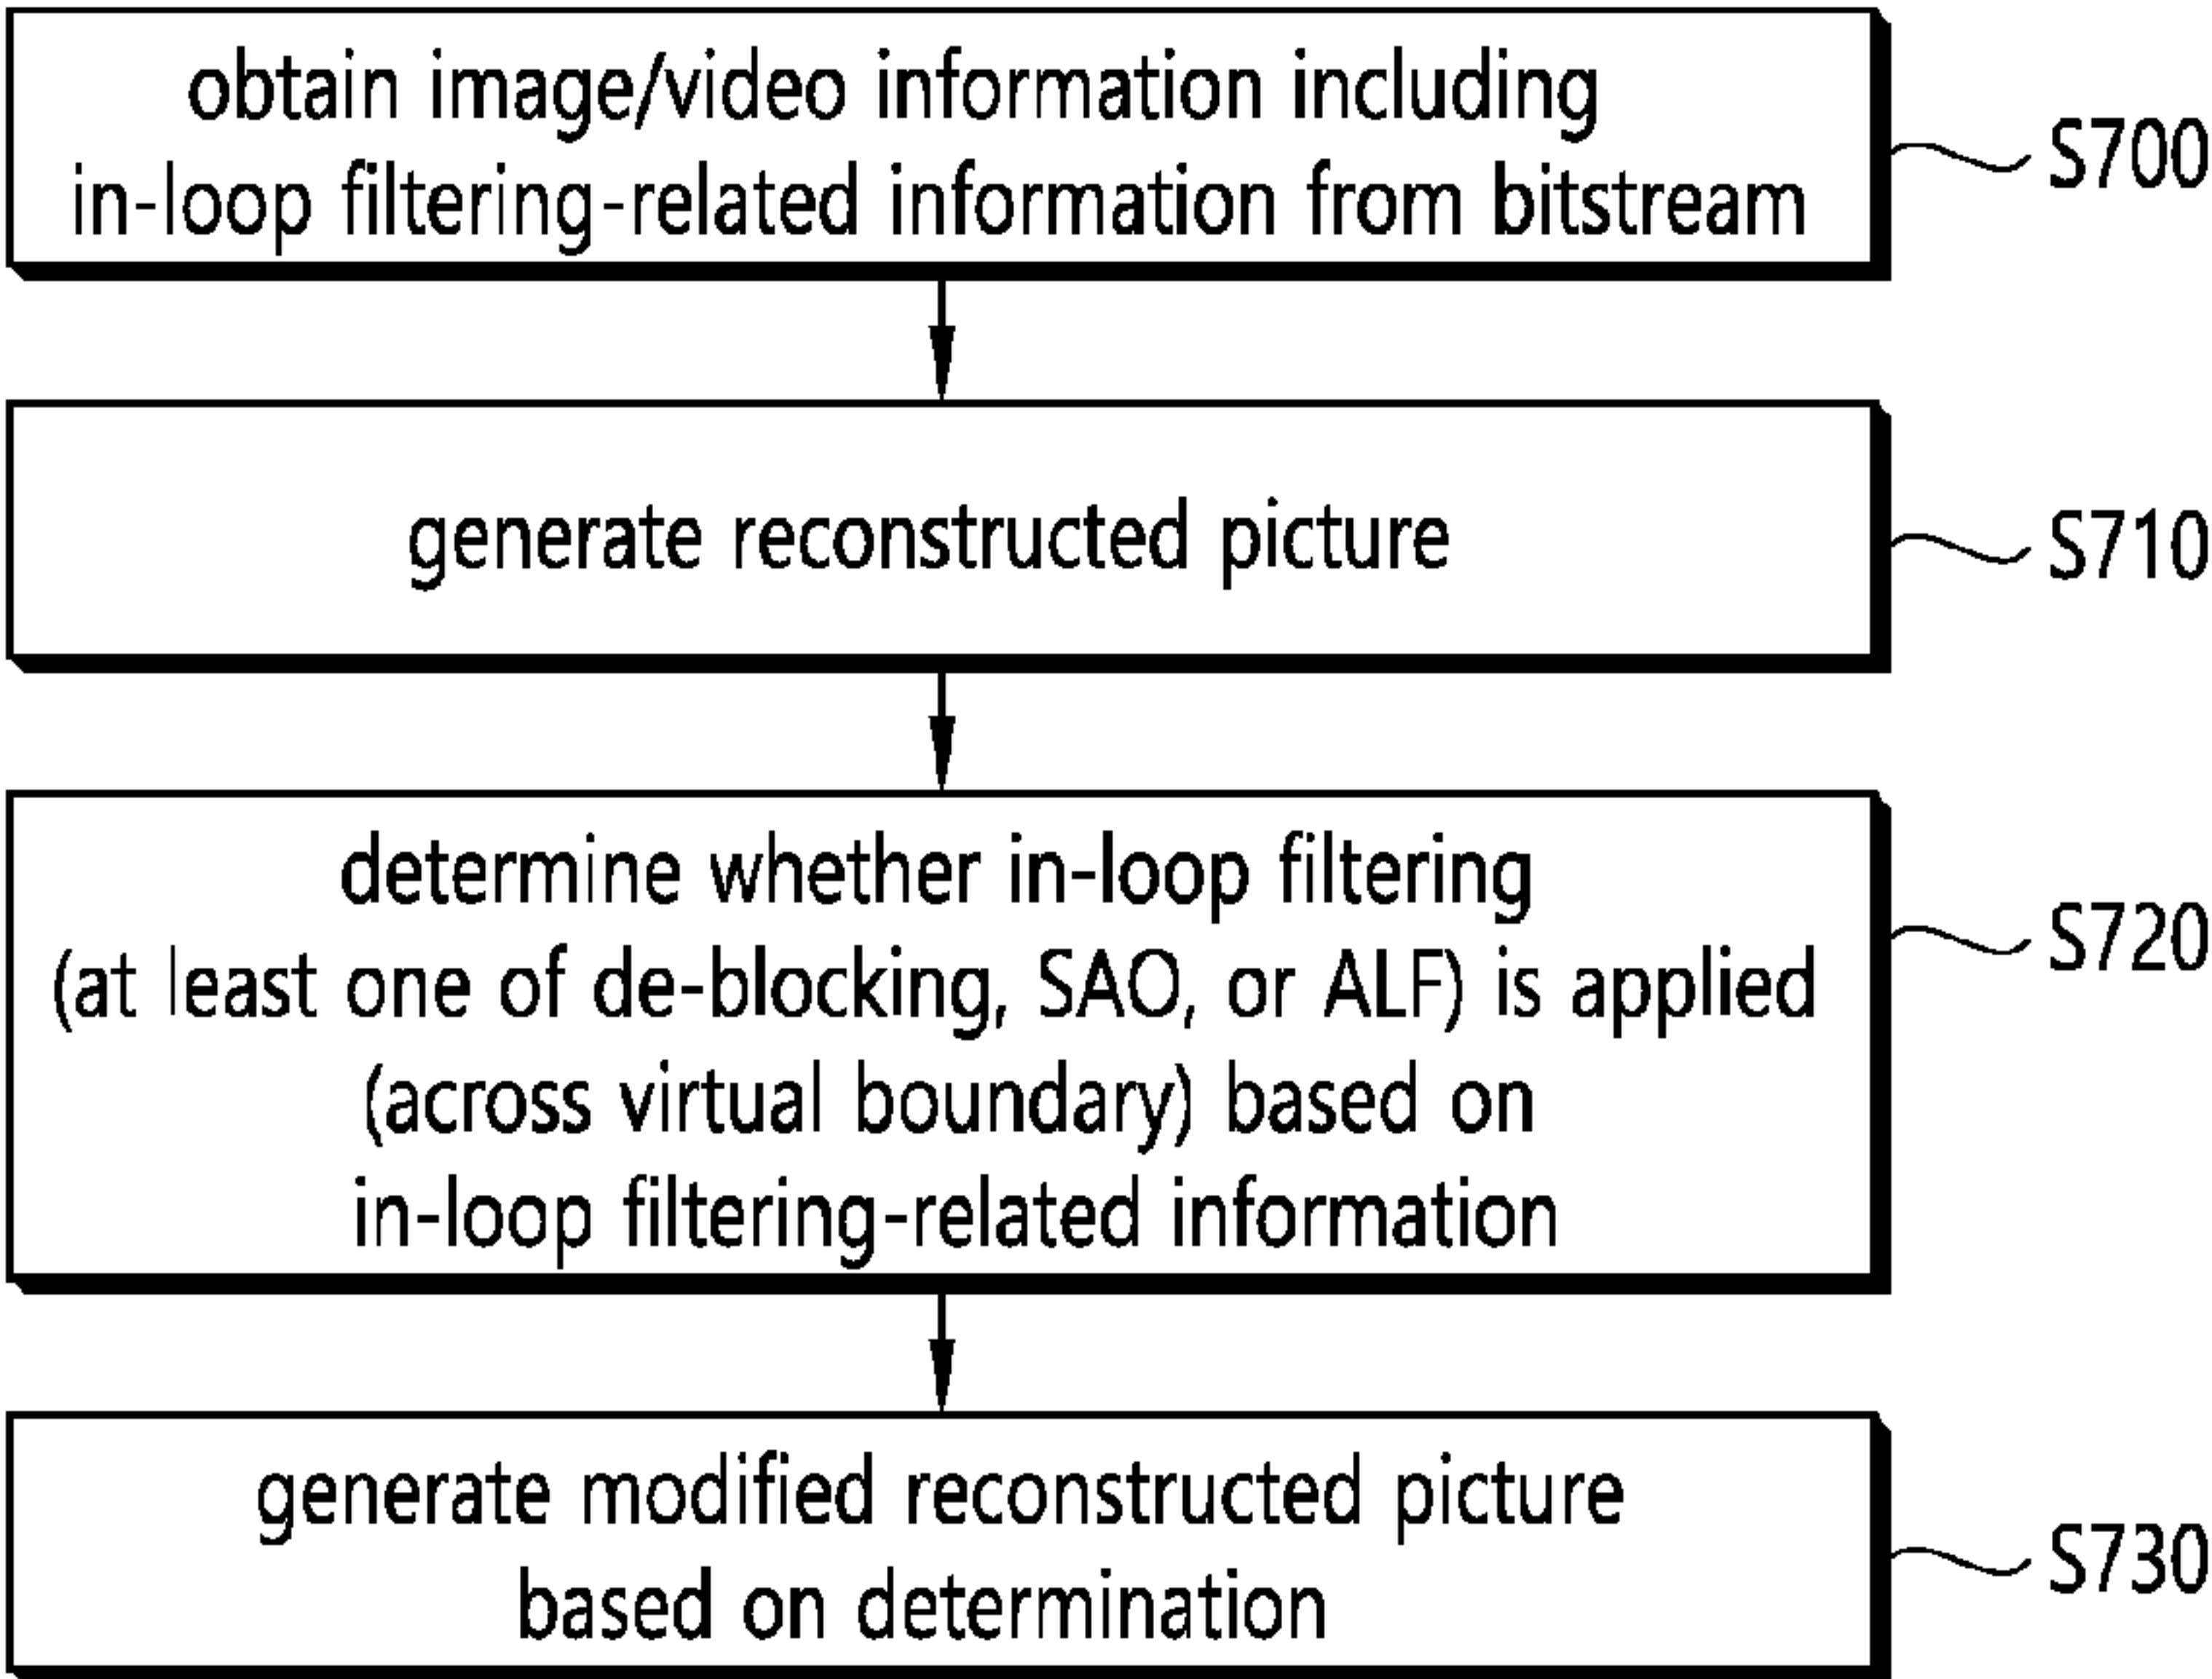 obtain image/video information including
in-loop filtering-related information from bitstream
S700
generate reconstructed picture
S710
determine whether in-loop filtering
(at least one of de-blocking, SAO, or ALF) is applied
(across virtual boundary) based on
in-loop filtering-related information
S720
generate modified reconstructed picture
based on determination
S730